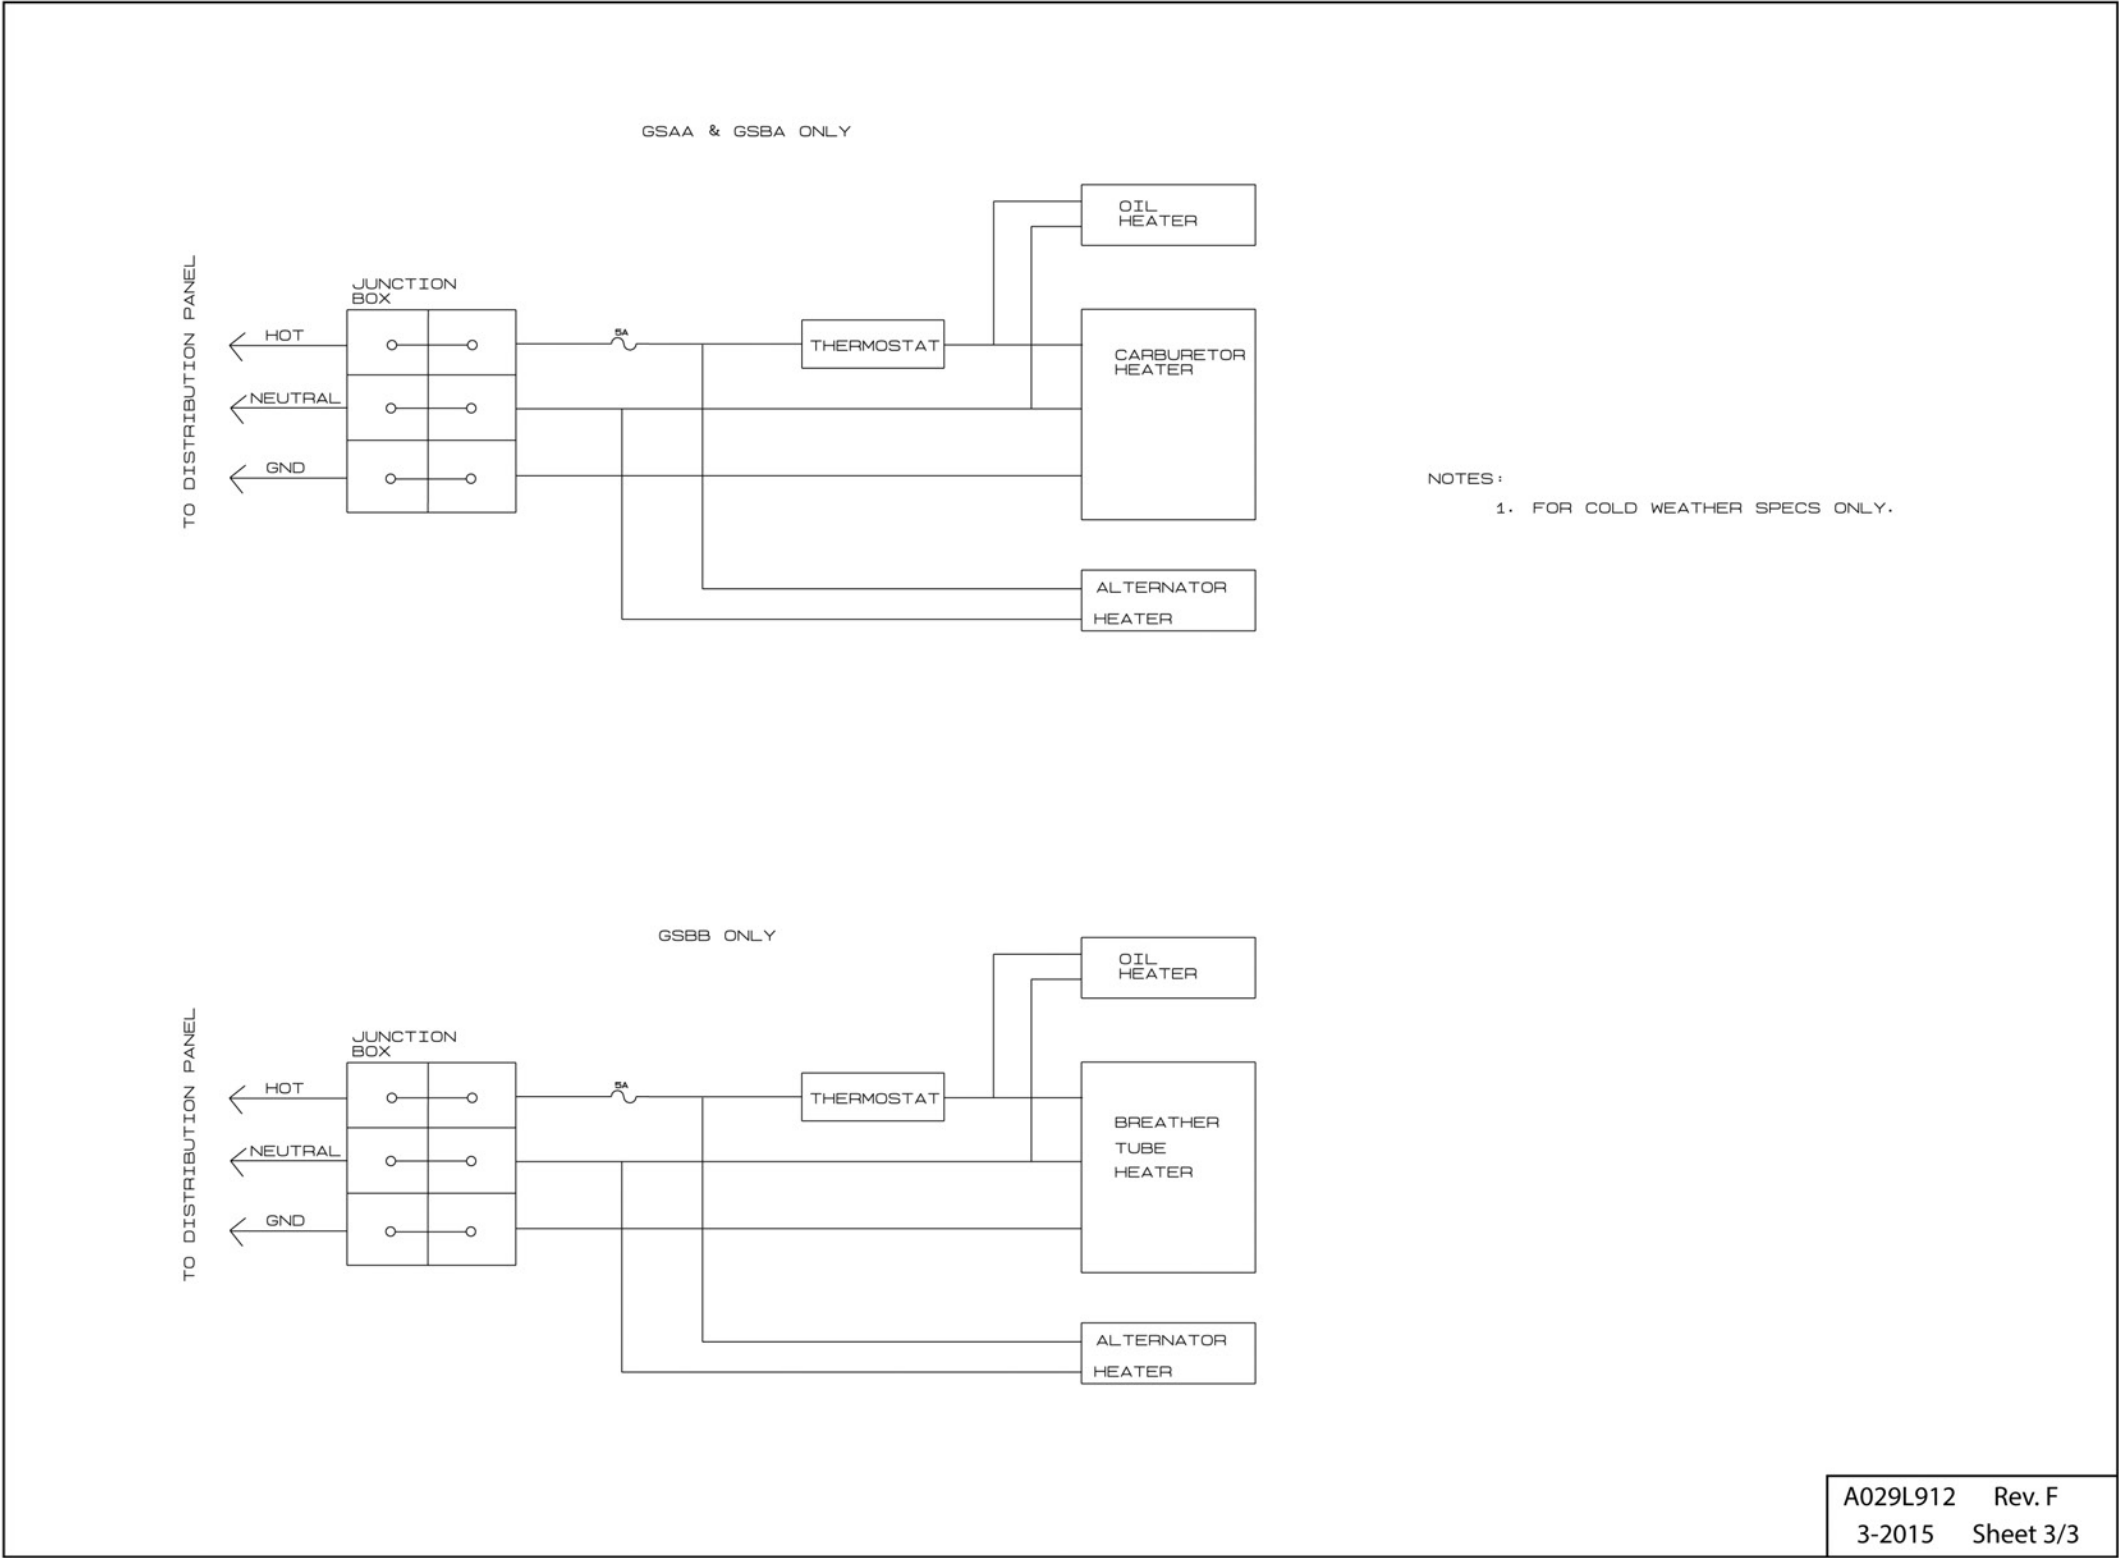 GSAA & GSBA ONLY
OIL
HEATER
TO DISTRIBUTION PANEL
JUNCTION
BOX
HOT
5A
THERMOSTAT
CARBURETOR
HEATER
NEUTRAL
GND
NOTES:
1. FOR COLD WEATHER SPECS ONLY.
ALTERNATOR
HEATER
GSBB ONLY
OIL
HEATER
TO DISTRIBUTION PANEL
JUNCTION
BOX
HOT
5A
THERMOSTAT
BREATHER
TUBE
HEATER
NEUTRAL
GND
ALTERNATOR
HEATER
A029L912 Rev. F
3-2015 Sheet 3/3